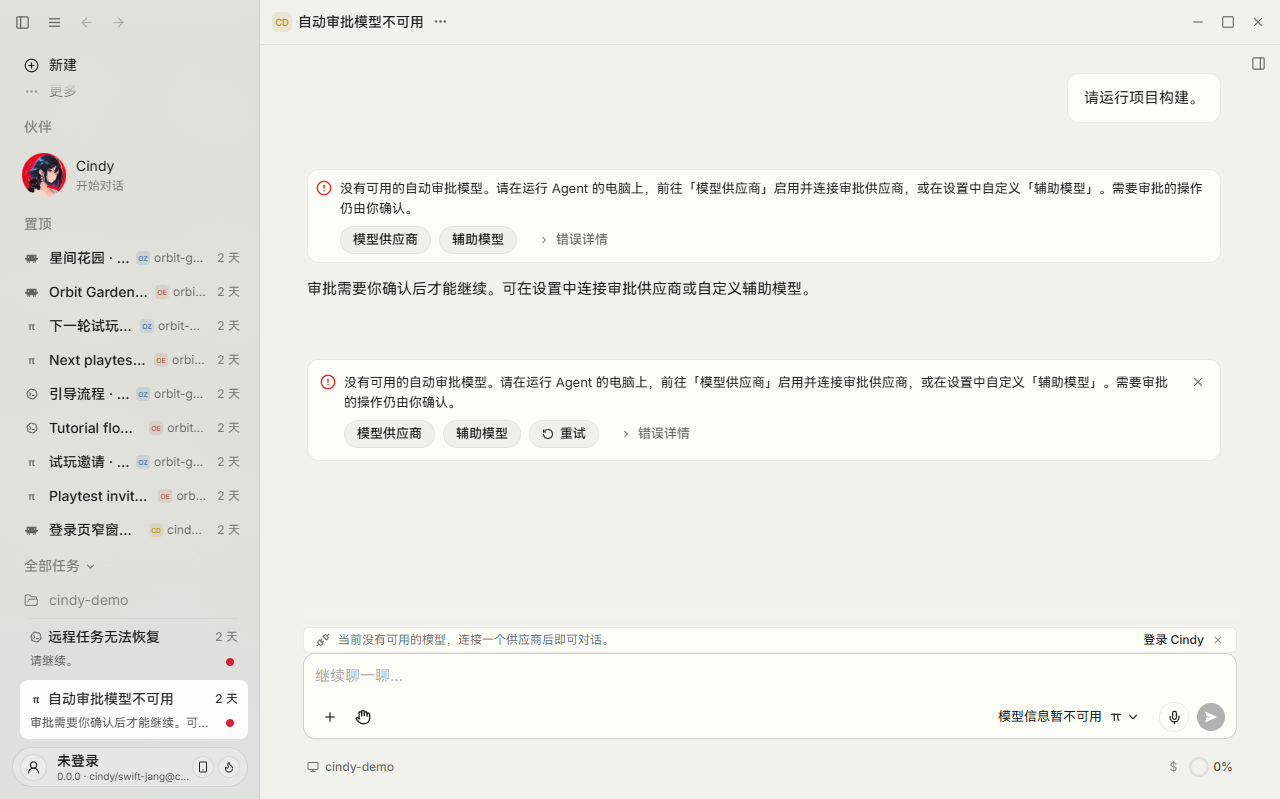 新建
更多
伙伴
Cindy
开始对话
置顶
星间花园 · ... OZ orbit-g... 2 天
Orbit Garden... OE orbi... 2 天
π 下一轮试玩... OZ orbit-... 2 天
π Next playtes... OE orbi... 2 天
引导流程 · ... OZ orbit-g... 2 天
Tutorial flo... OE orbit... 2 天
π 试玩邀请 · ... OZ orbit-g... 2 天
π Playtest invit... OE orb... 2 天
登录页窄窗... CD cind... 2 天
全部任务
cindy-demo
远程任务无法恢复 2 天
请继续。
π 自动审批模型不可用 2 天
审批需要你确认后才能继续。可...
未登录
0.0.0 · cindy/swift-jang@c...
CD 自动审批模型不可用 ···
请运行项目构建。
没有可用的自动审批模型。请在运行 Agent 的电脑上，前往「模型供应商」启用并连接审批供应商，或在设置中自定义「辅助模型」。需要审批的操作
仍由你确认。
模型供应商 辅助模型 错误详情
审批需要你确认后才能继续。可在设置中连接审批供应商或自定义辅助模型。
没有可用的自动审批模型。请在运行 Agent 的电脑上，前往「模型供应商」启用并连接审批供应商，或在设置中自定义「辅助模型」。需要审批
的操作仍由你确认。
模型供应商 辅助模型 重试 错误详情
当前没有可用的模型，连接一个供应商后即可对话。 登录 Cindy
继续聊一聊...
模型信息暂不可用 π
cindy-demo $ 0%